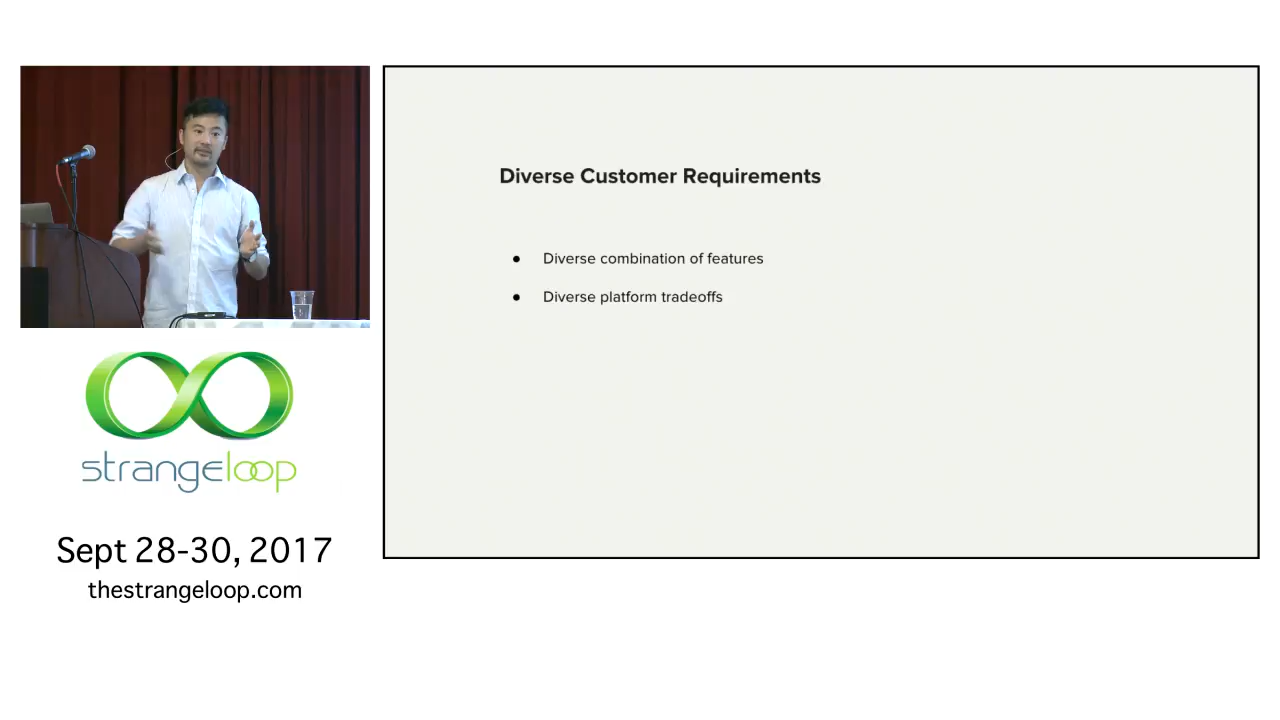 Diverse Customer Requirements
● Diverse combination of features
● Diverse platform tradeoffs
strangeloop
Sept 28-30, 2017
thestrangeloop.com